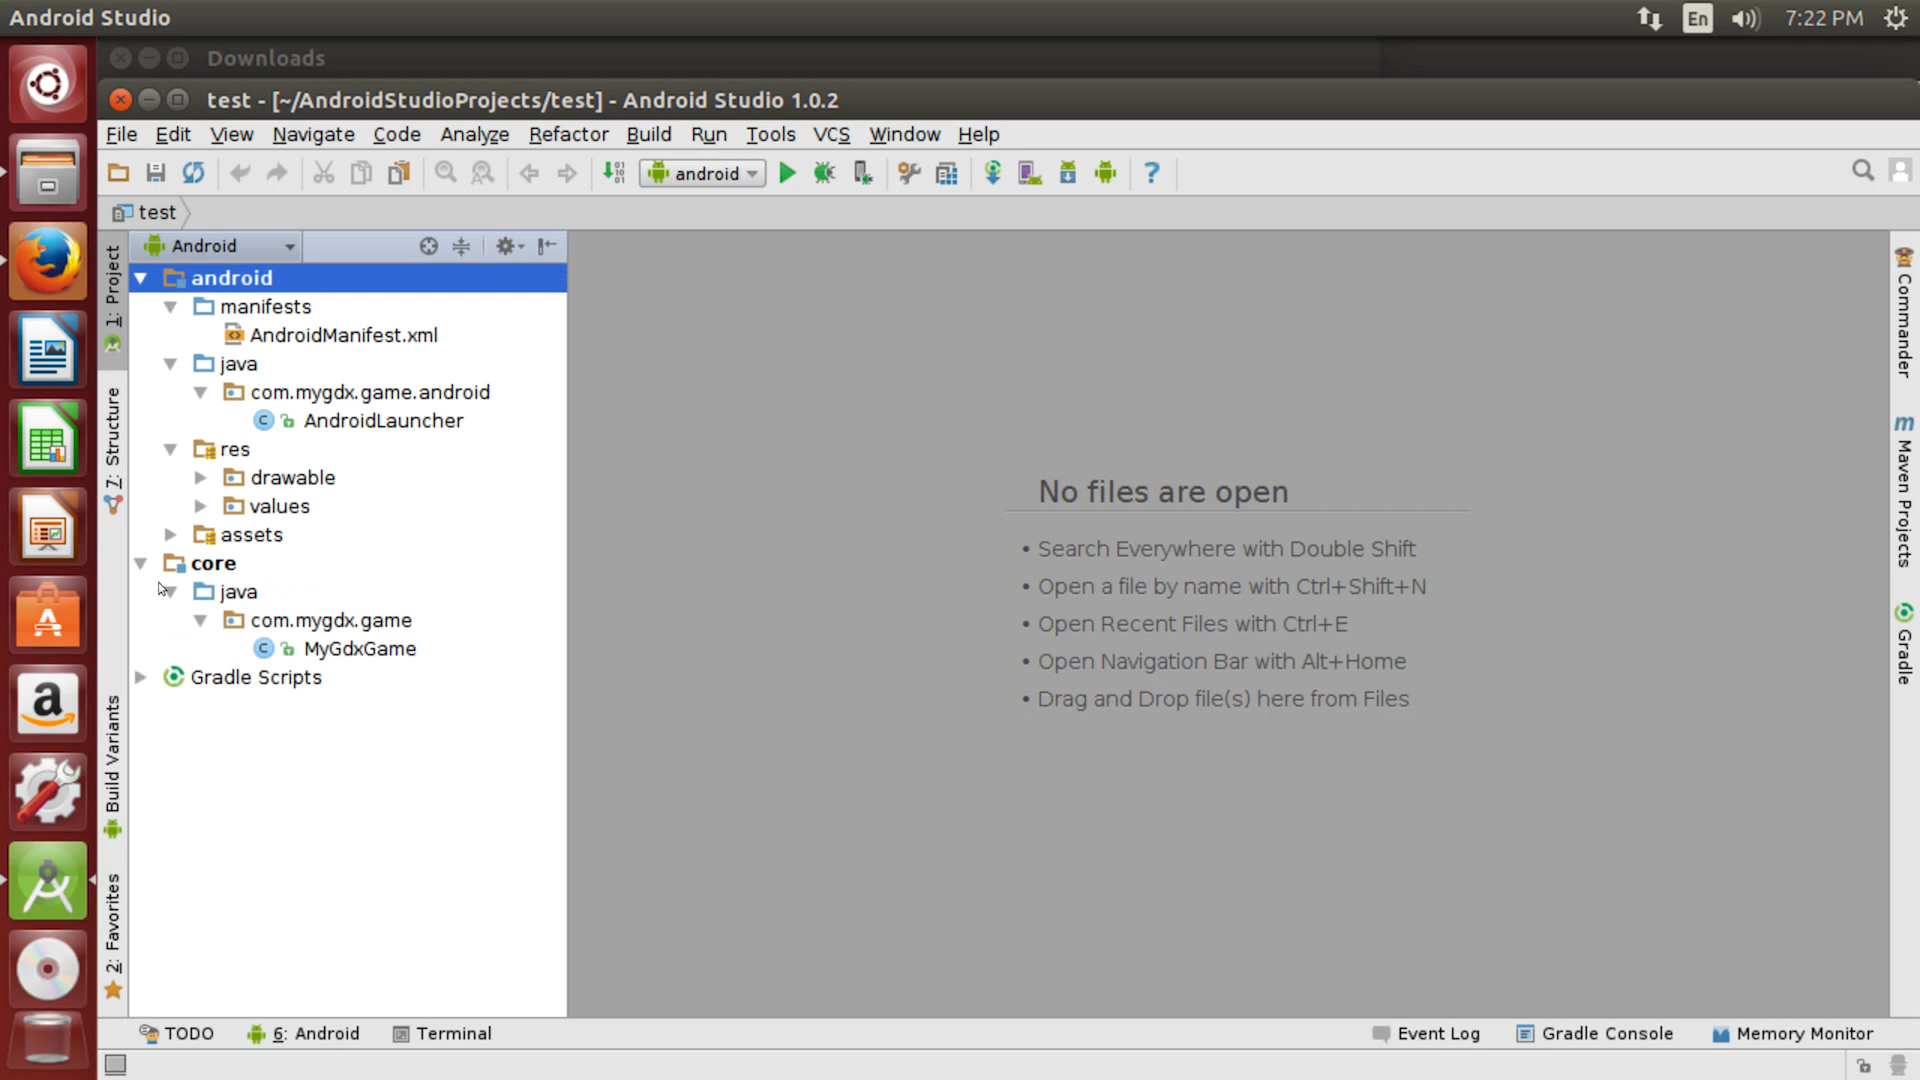 Android Studio
En
7:22 PM
Downloads
test - [~/AndroidStudioProjects/test] - Android Studio 1.0.2
File Edit View Navigate Code Analyze Refactor Build Run Tools VCS Window Help
android
?
test
1: Project
7: Structure
Build Variants
2: Favorites
Android
android
manifests
AndroidManifest.xml
java
com.mygdx.game.android
C AndroidLauncher
res
drawable
values
assets
core
java
com.mygdx.game
C MyGdxGame
Gradle Scripts
No files are open
• Search Everywhere with Double Shift
• Open a file by name with Ctrl+Shift+N
• Open Recent Files with Ctrl+E
• Open Navigation Bar with Alt+Home
• Drag and Drop file(s) here from Files
Commander
m Maven Projects
Gradle
TODO 6: Android Terminal Event Log Gradle Console Memory Monitor